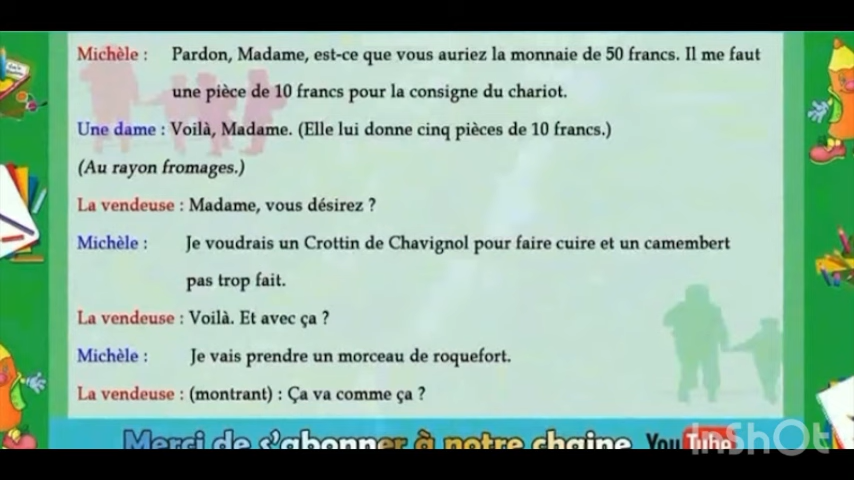 Michèle : Pardon, Madame, est-ce que vous auriez la monnaie de 50 francs. Il me faut
une pièce de 10 francs pour la consigne du chariot.
Une dame : Voilà, Madame. (Elle lui donne cinq pièces de 10 francs.)
(Au rayon fromages.)
La vendeuse : Madame, vous désirez ?
Michèle : Je voudrais un Crottin de Chavignol pour faire cuire et un camembert
pas trop fait.
La vendeuse : Voilà. Et avec ça ?
Michèle : Je vais prendre un morceau de roquefort.
La vendeuse : (montrant) : Ça va comme ça ?
Merci de s'abonner à notre chaine YouTube
InShOt